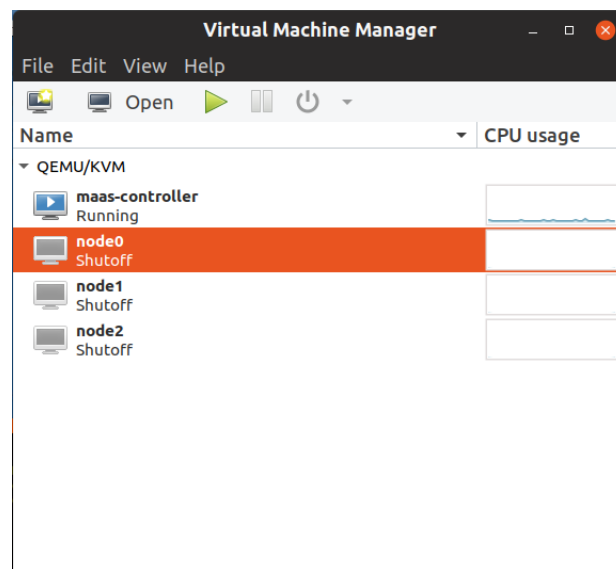 Virtual Machine Manager
File Edit View Help
Open
Name CPU usage
QEMU/KVM
maas-controller
Running
node0
Shutoff
node1
Shutoff
node2
Shutoff